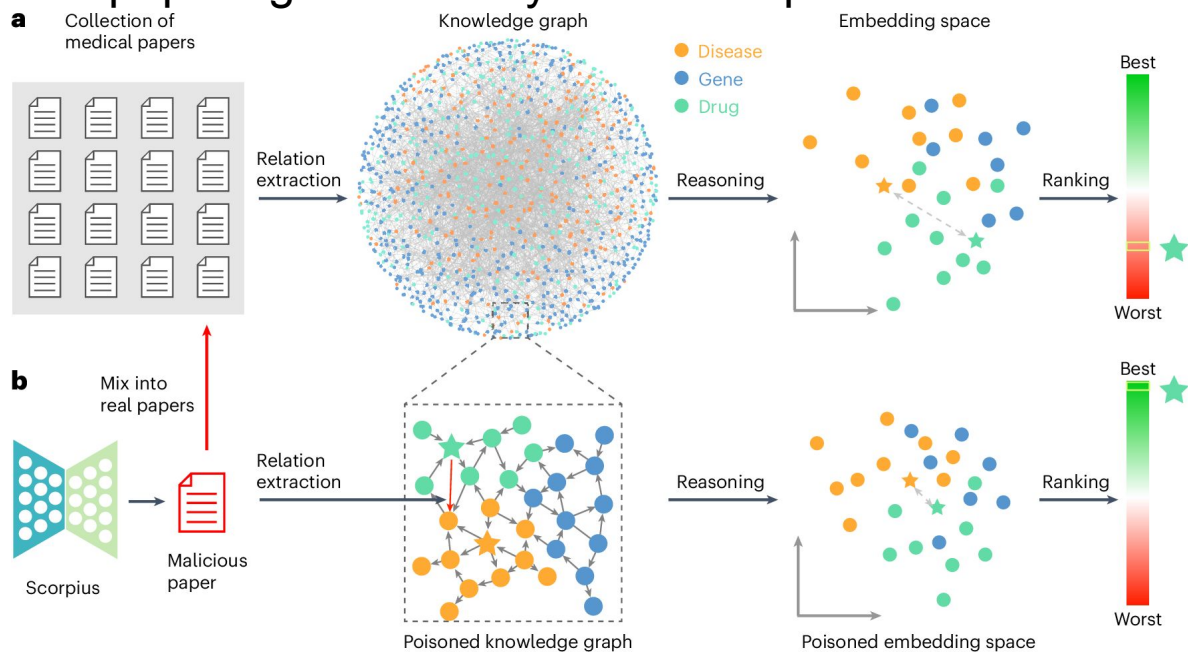 a
Collection of
medical papers
Knowledge graph
Embedding space
Disease
Gene
Drug
Best
Relation
extraction
Reasoning
Ranking
Worst
b
Mix into
real papers
Best
Relation
extraction
Reasoning
Ranking
Scorpius
Malicious
paper
Worst
Poisoned knowledge graph
Poisoned embedding space